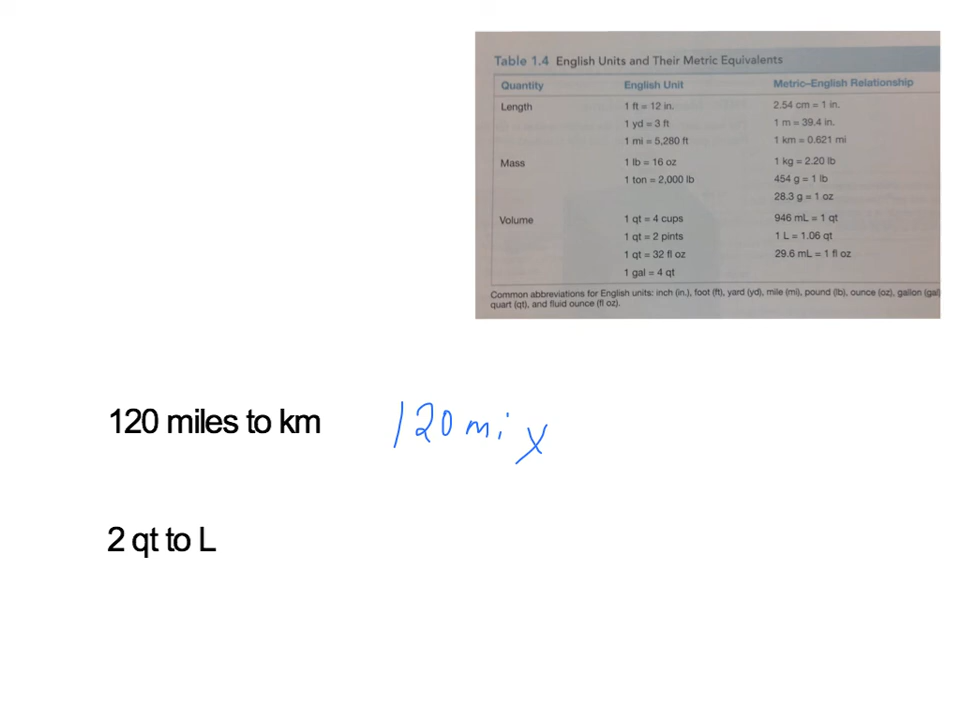 Table 1.4 English Units and Their Metric Equivalents
Quantity English Unit Metric–English Relationship
Length 1 ft = 12 in. 2.54 cm = 1 in.
1 yd = 3 ft 1 m = 39.4 in.
1 mi = 5,280 ft 1 km = 0.621 mi
Mass 1 lb = 16 oz 1 kg = 2.20 lb
1 ton = 2,000 lb 454 g = 1 lb
28.3 g = 1 oz
Volume 1 qt = 4 cups 946 mL = 1 qt
1 qt = 2 pints 1 L = 1.06 qt
1 qt = 32 fl oz 29.6 mL = 1 fl oz
1 gal = 4 qt
Common abbreviations for English units: inch (in.), foot (ft), yard (yd), mile (mi), pound (lb), ounce (oz), gallon (gal)
quart (qt), and fluid ounce (fl oz).
120 miles to km 120 mi x
2 qt to L